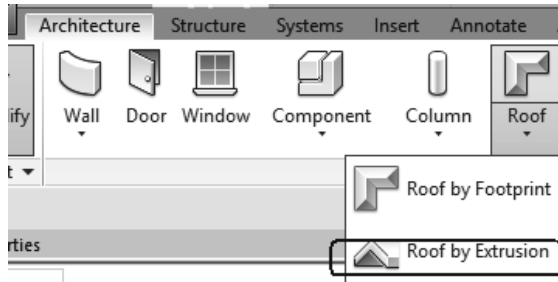 Architecture Structure Systems Insert Annotate
ify Wall Door Window Component Column Roof
t
Roof by Footprint
rties
Roof by Extrusion